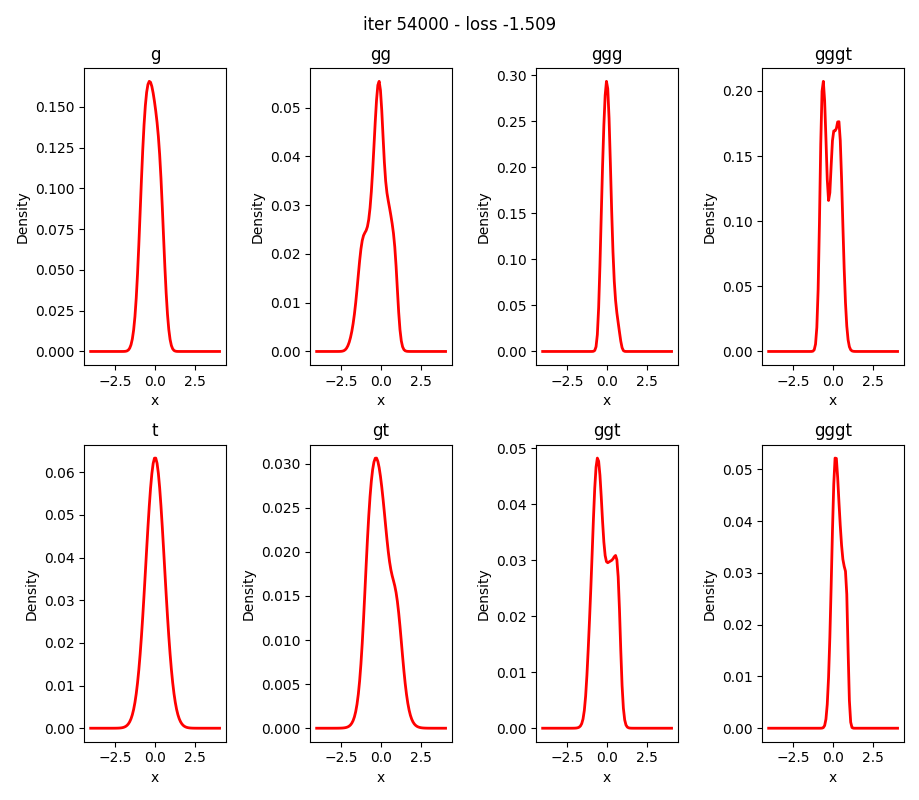 iter 54000 - loss -1.509
g
gg
ggg
gggt
0.150
0.125
0.100
0.075
0.050
0.025
0.000
Density
−2.5 0.0 2.5
x
0.05
0.04
0.03
0.02
0.01
0.00
Density
−2.5 0.0 2.5
x
0.30
0.25
0.20
0.15
0.10
0.05
0.00
Density
−2.5 0.0 2.5
x
0.20
0.15
0.10
0.05
0.00
Density
−2.5 0.0 2.5
x
t
gt
ggt
gggt
0.06
0.05
0.04
0.03
0.02
0.01
0.00
Density
−2.5 0.0 2.5
x
0.030
0.025
0.020
0.015
0.010
0.005
0.000
Density
−2.5 0.0 2.5
x
0.05
0.04
0.03
0.02
0.01
0.00
Density
−2.5 0.0 2.5
x
0.05
0.04
0.03
0.02
0.01
0.00
Density
−2.5 0.0 2.5
x